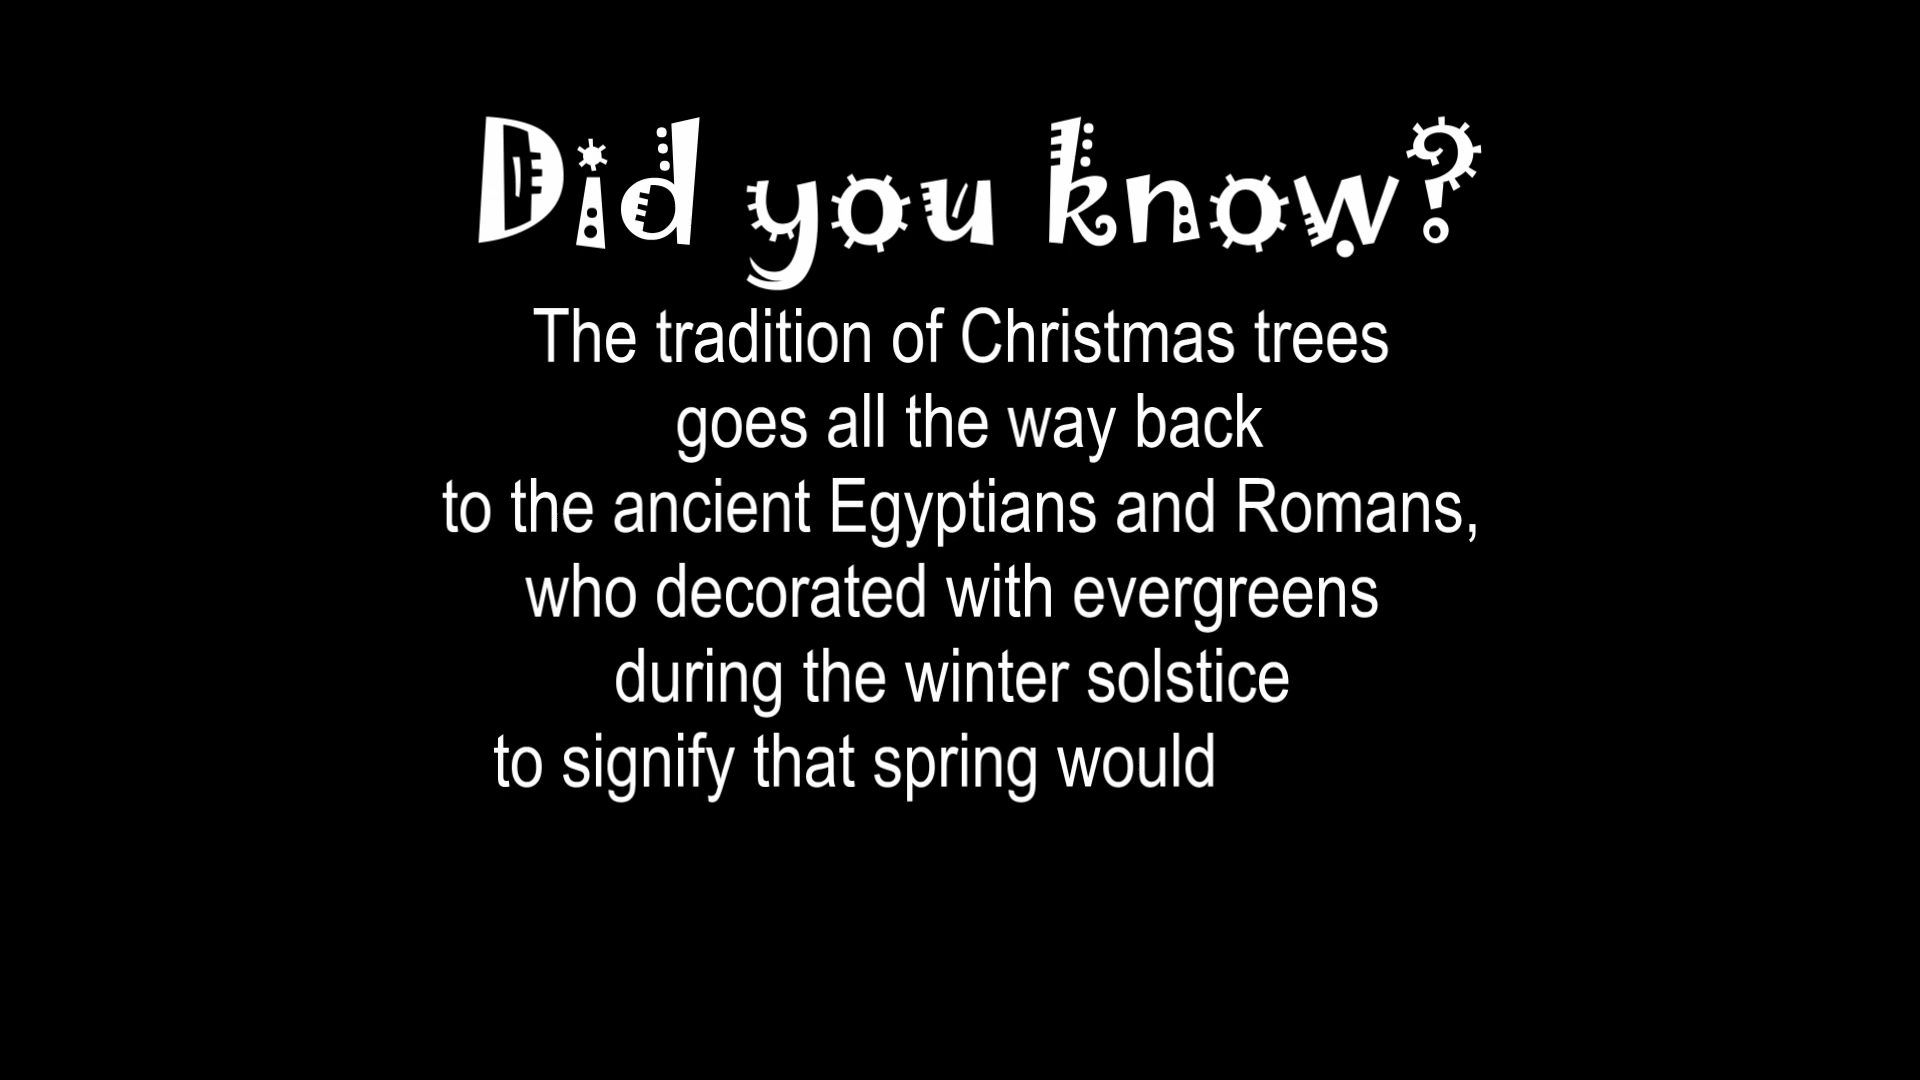 Did you know?
The tradition of Christmas trees
goes all the way back
to the ancient Egyptians and Romans,
who decorated with evergreens
during the winter solstice
to signify that spring would